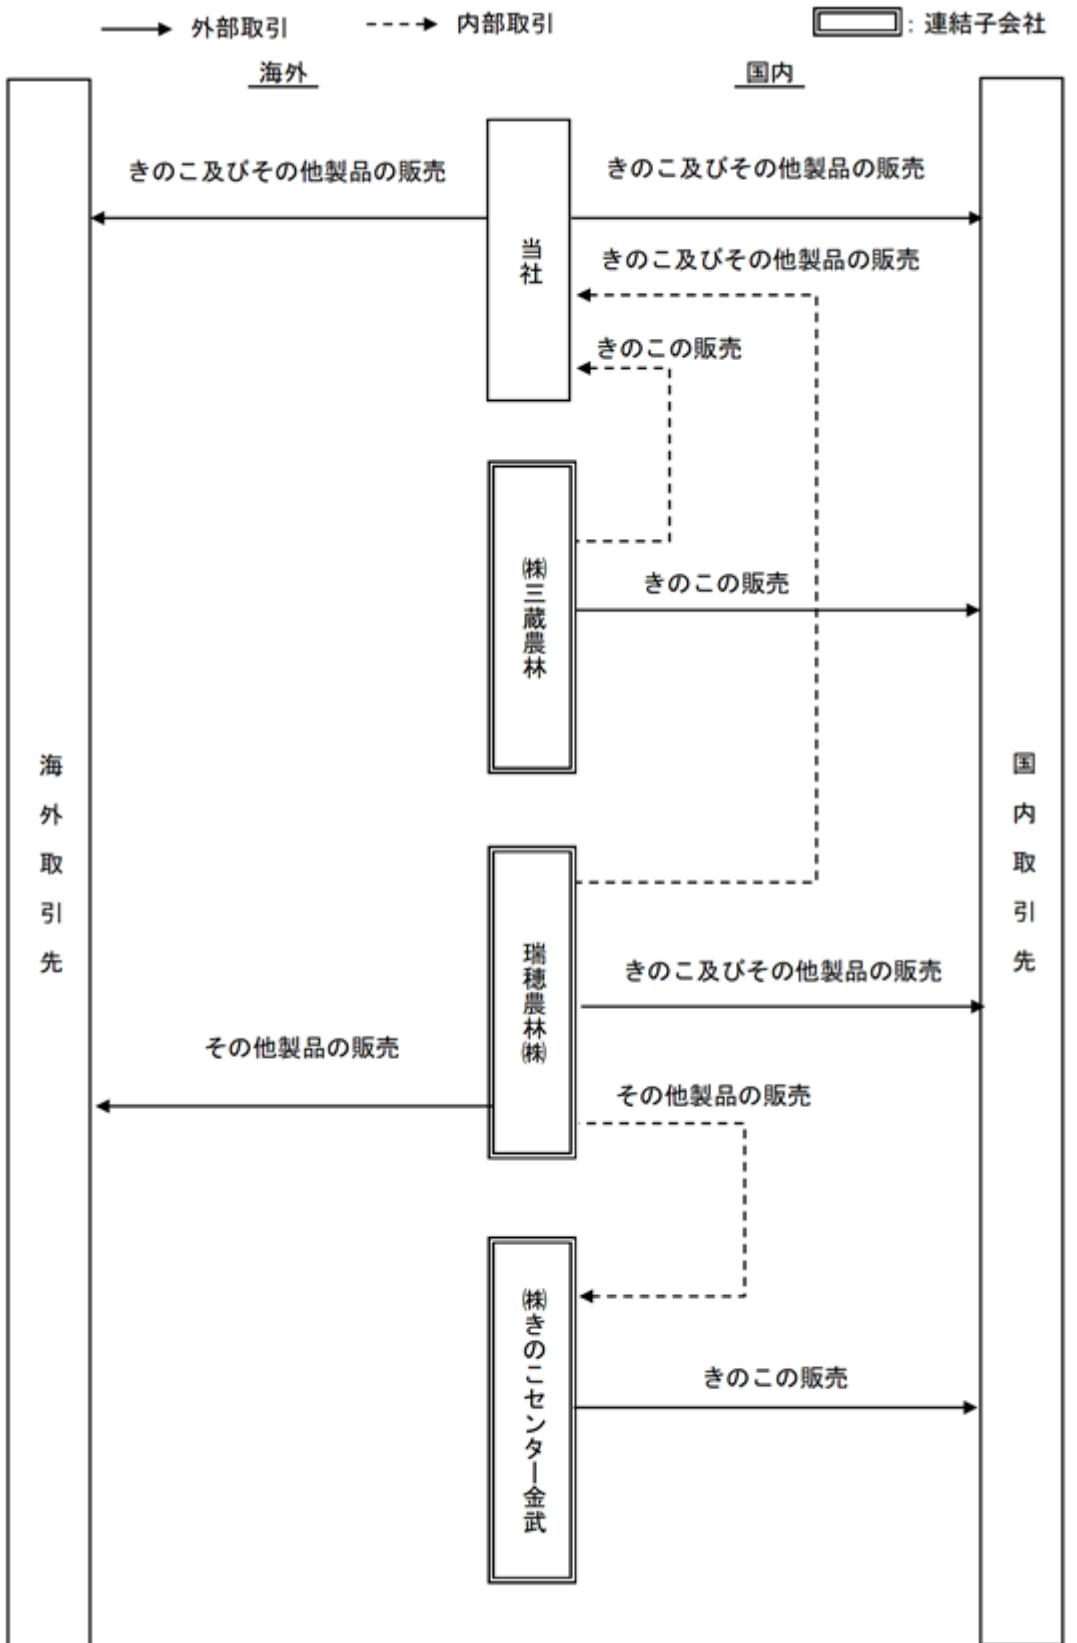 外部取引
内部取引
：連結子会社
海外
国内
きのこ及びその他製品の販売
きのこ及びその他製品の販売
当社
きのこ及びその他製品の販売
きのこの販売
㈱三蔵農林
きのこの販売
海外取引先
国内取引先
瑞穂農林㈱
きのこ及びその他製品の販売
その他製品の販売
その他製品の販売
㈱きのこセンター金武
きのこの販売